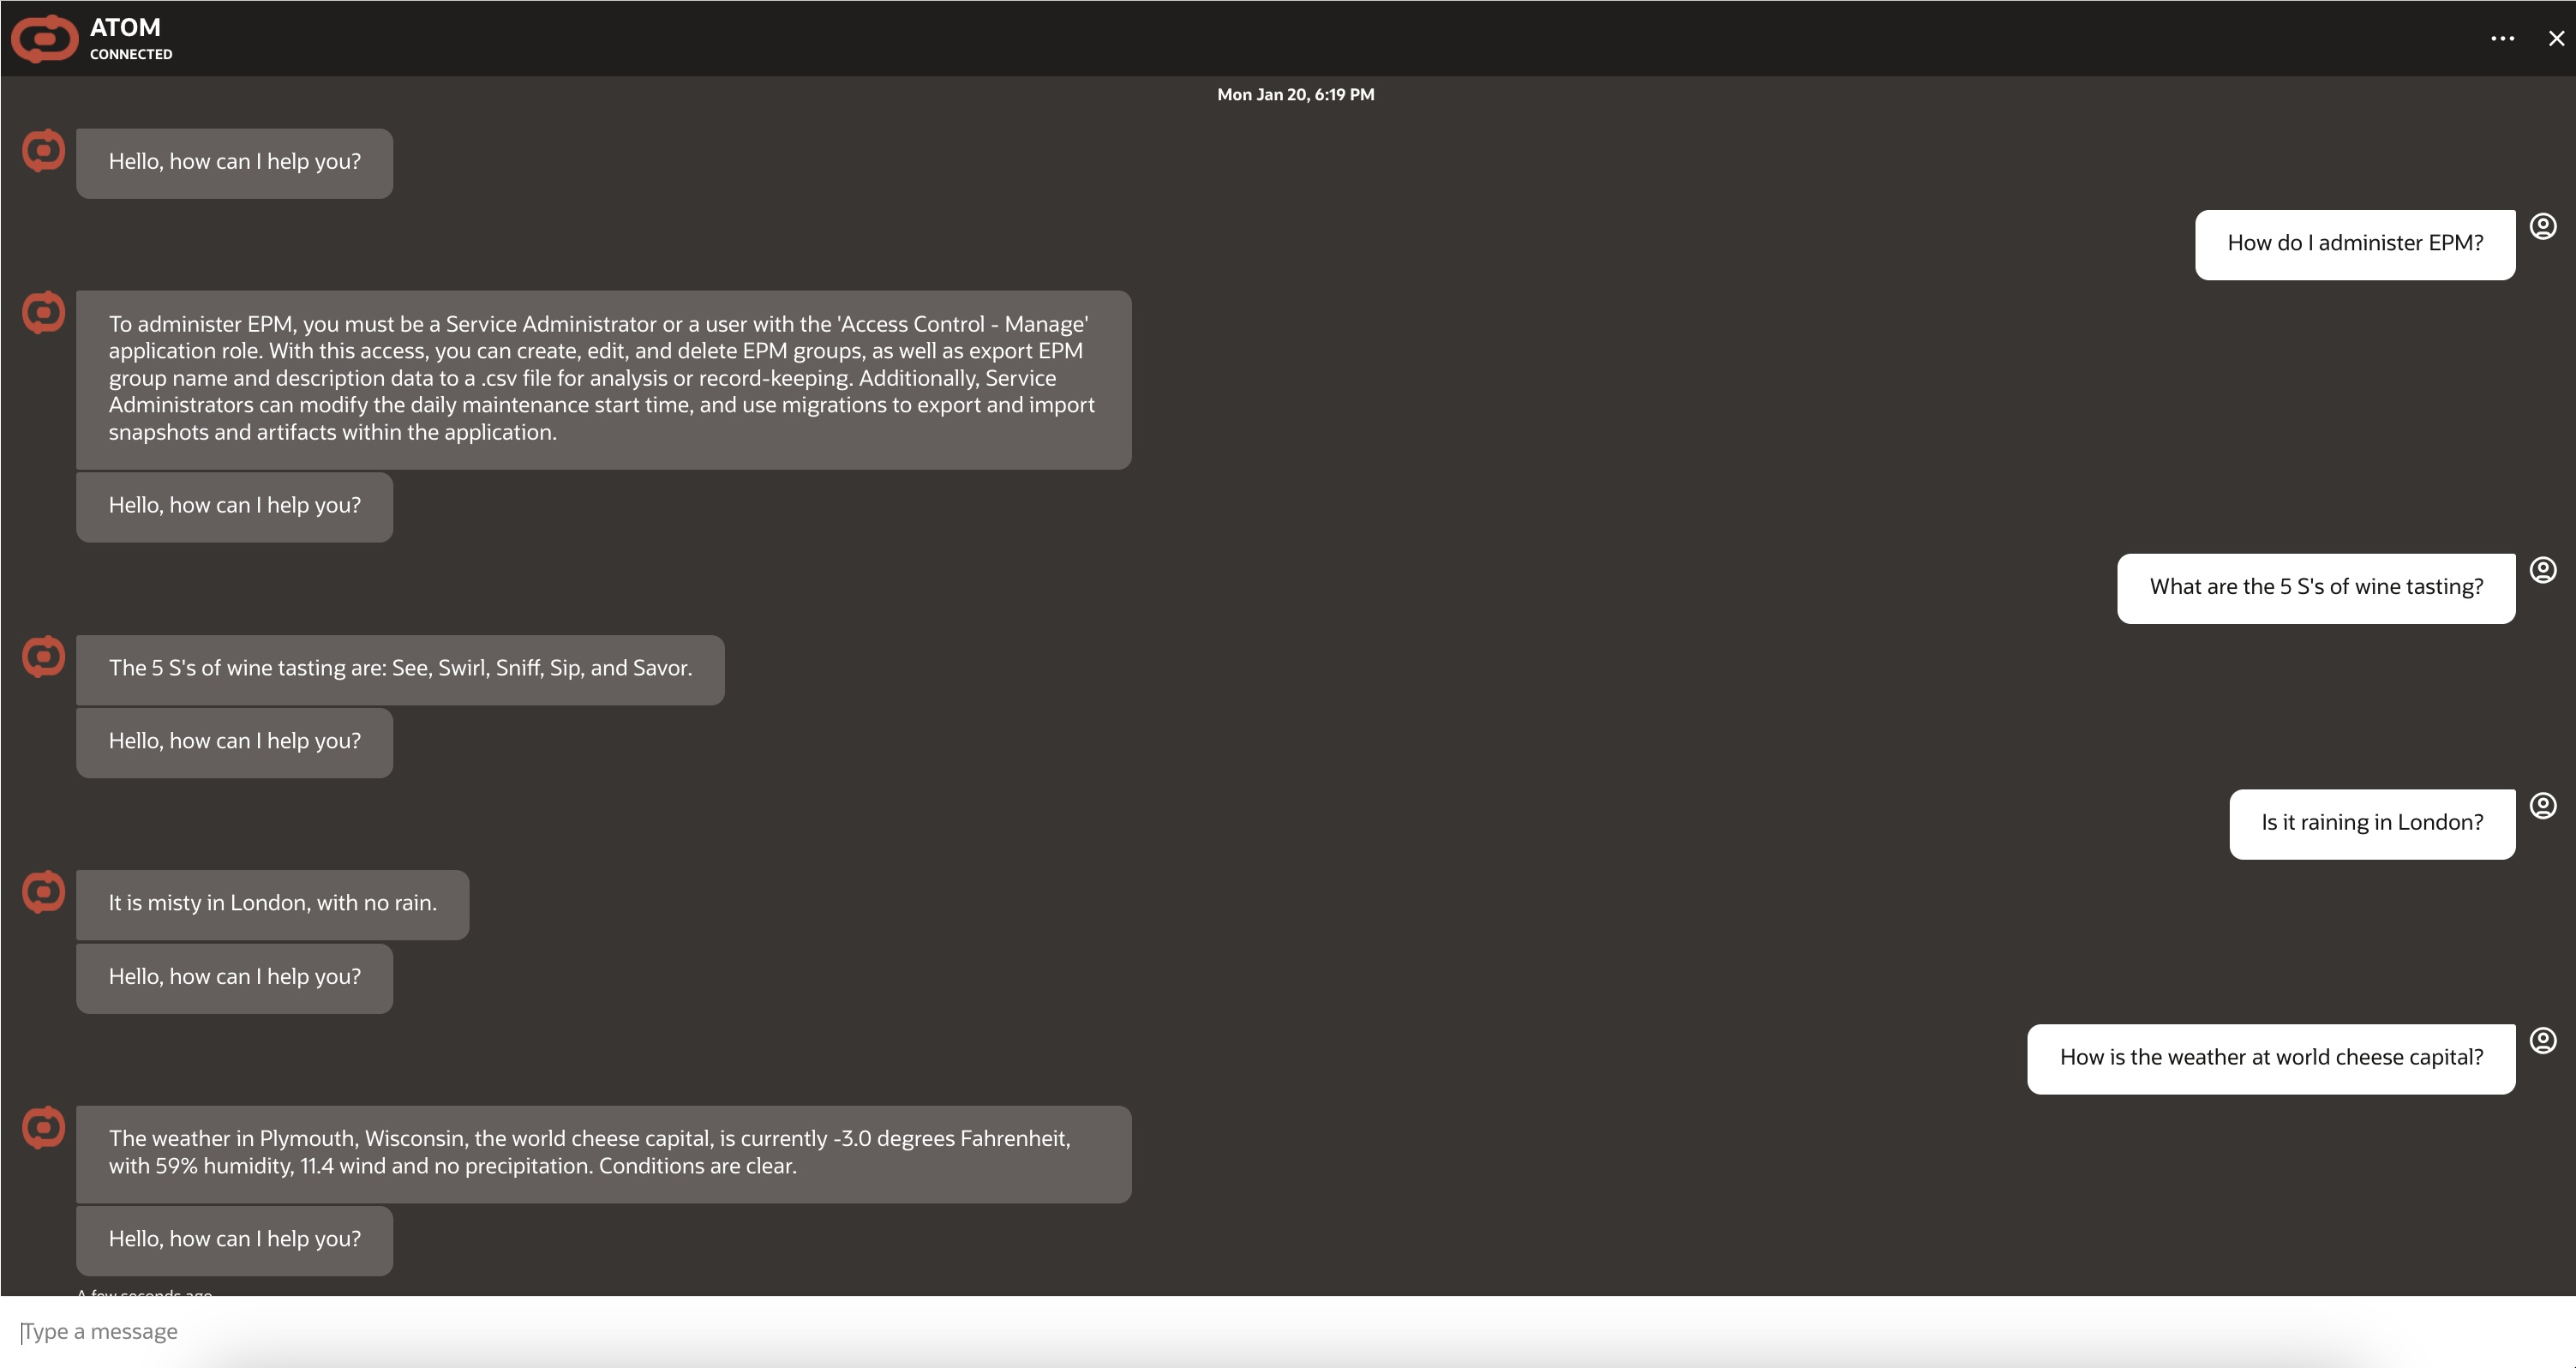 ATOM
CONNECTED
Mon Jan 20, 6:19 PM
Hello, how can I help you?
How do I administer EPM?
To administer EPM, you must be a Service Administrator or a user with the 'Access Control - Manage'
application role. With this access, you can create, edit, and delete EPM groups, as well as export EPM
group name and description data to a .csv file for analysis or record-keeping. Additionally, Service
Administrators can modify the daily maintenance start time, and use migrations to export and import
snapshots and artifacts within the application.
Hello, how can I help you?
What are the 5 S's of wine tasting?
The 5 S's of wine tasting are: See, Swirl, Sniff, Sip, and Savor.
Hello, how can I help you?
Is it raining in London?
It is misty in London, with no rain.
Hello, how can I help you?
How is the weather at world cheese capital?
The weather in Plymouth, Wisconsin, the world cheese capital, is currently -3.0 degrees Fahrenheit,
with 59% humidity, 11.4 wind and no precipitation. Conditions are clear.
Hello, how can I help you?
A few seconds ago
Type a message